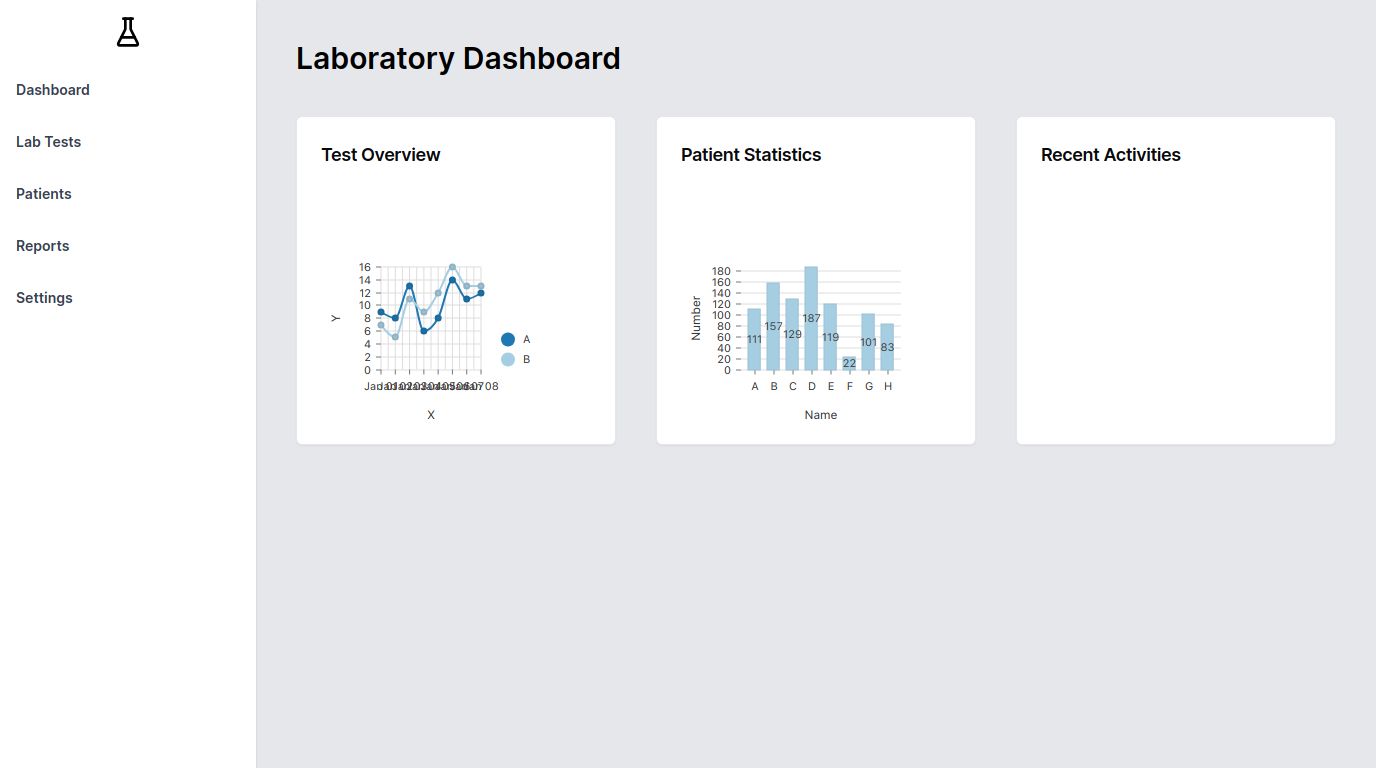 Dashboard
Lab Tests
Patients
Reports
Settings
Laboratory Dashboard
Test Overview
16
14
12
10
8
6
4
2
0
Y
A
B
X
Patient Statistics
180
160
140
120
100
80
60
40
20
0
Number
111
157
129
187
119
22
101
83
A B C D E F G H
Name
Recent Activities